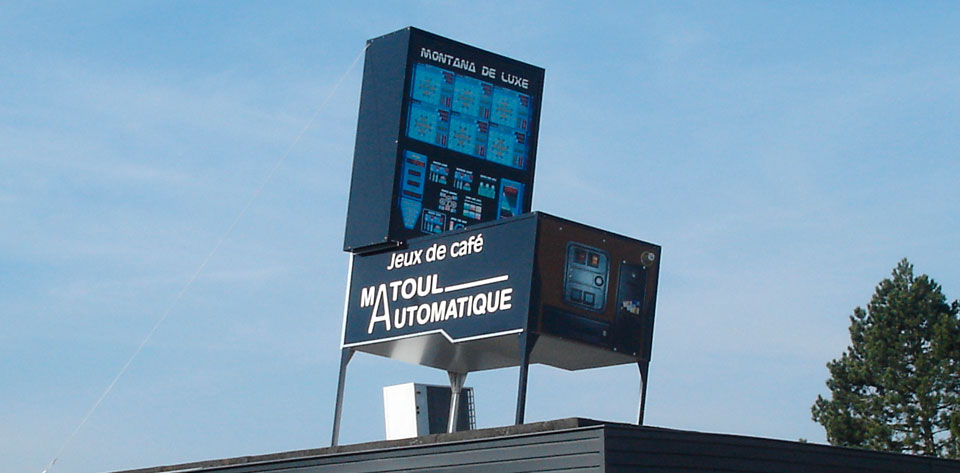 MONTANA DE LUXE
Jeux de café
MATOUL
AUTOMATIQUE